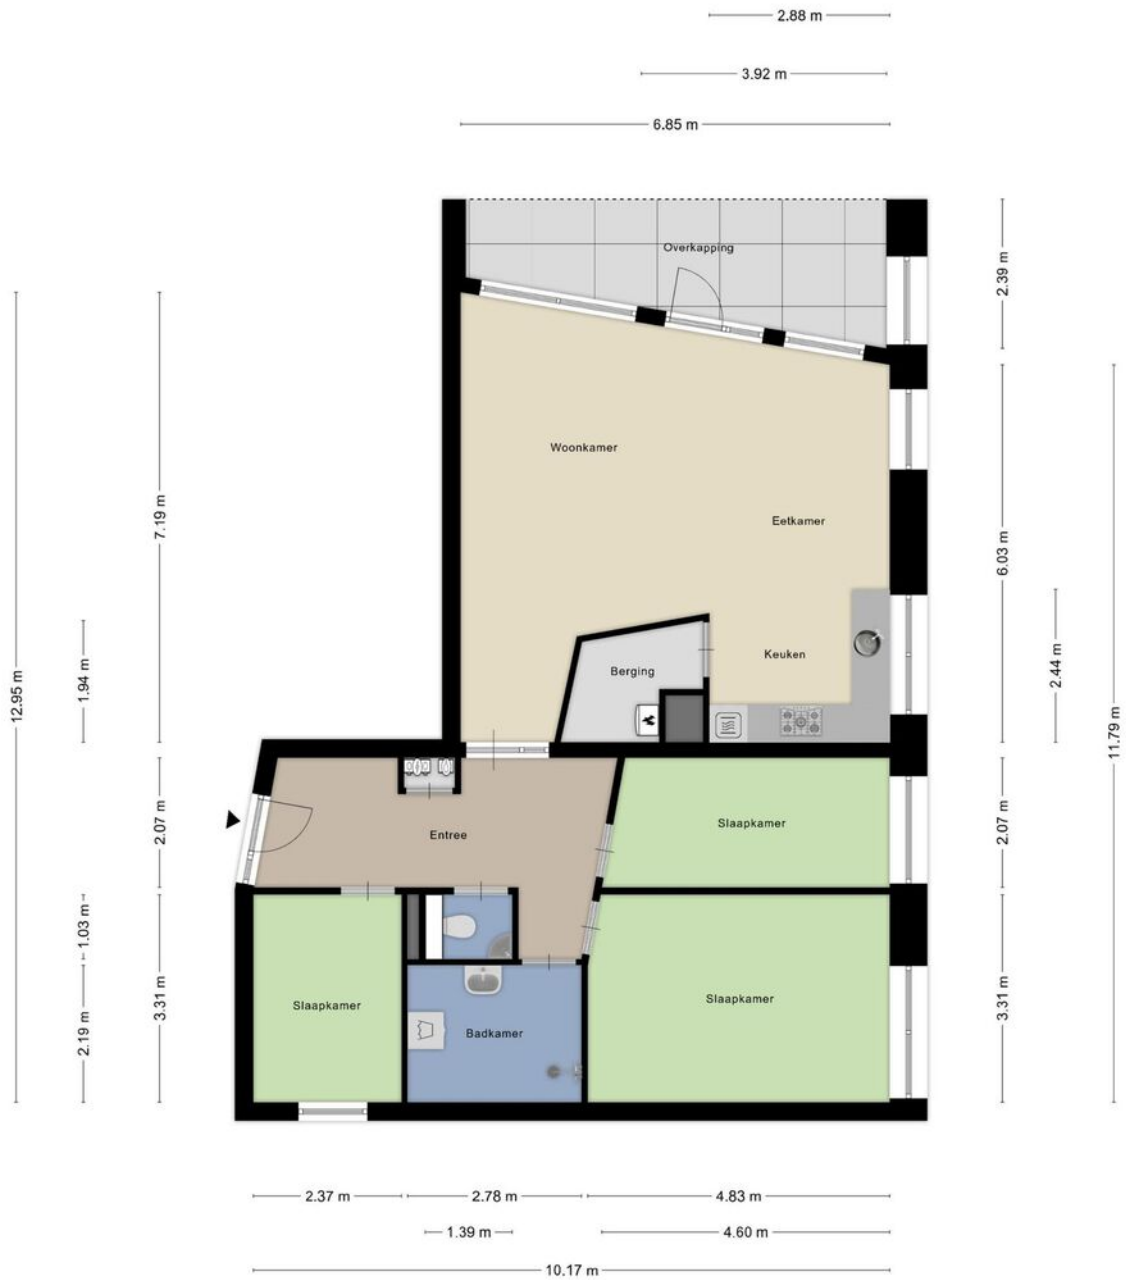 2.88 m
3.92 m
6.85 m
Overkapping
2.39 m
Woonkamer
7.19 m
Eetkamer
6.03 m
Keuken
Berging
1.94 m
2.44 m
12.95 m
11.79 m
Entree
Slaapkamer
2.07 m
2.07 m
1.03 m
Slaapkamer
Badkamer
Slaapkamer
2.19 m
3.31 m
3.31 m
2.37 m
2.78 m
4.83 m
1.39 m
4.60 m
10.17 m